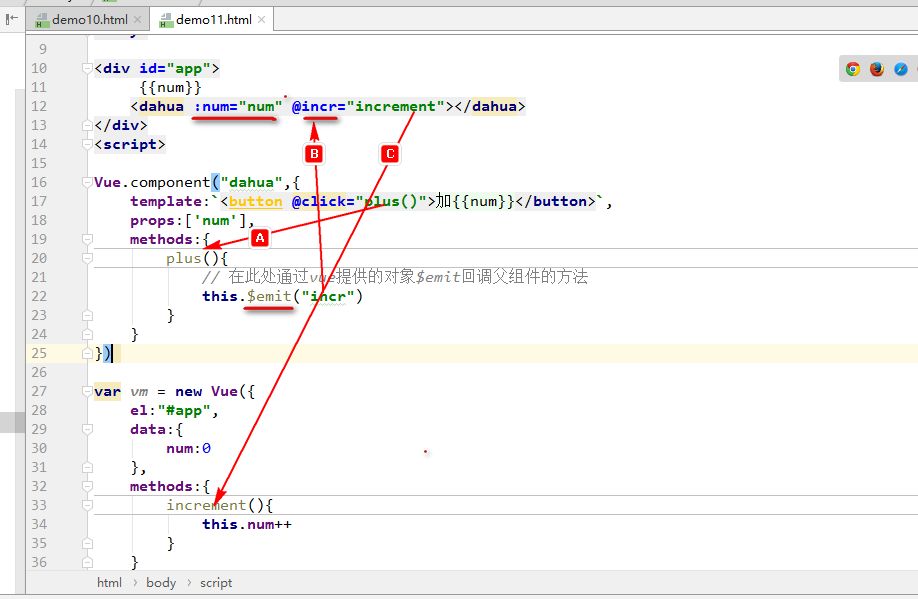 demo10.html
demo11.html
9
10 <div id="app">
11 {{num}}
12 <dahua :num="num" @incr="increment"></dahua>
13 </div>
14 <script>
B
C
15
16 Vue.component("dahua",{
17 template:`<button @click="plus()">加{{num}}</button>`,
18 props:['num'],
19 methods:{
A
20 plus(){
21 // 在此处通过vue提供的对象$emit回调父组件的方法
22 this.$emit("incr")
23 }
24 }
25 })
26
27 var vm = new Vue({
28 el:"#app",
29 data:{
30 num:0
31 },
32 methods:{
33 increment(){
34 this.num++
35 }
36 }
html › body › script